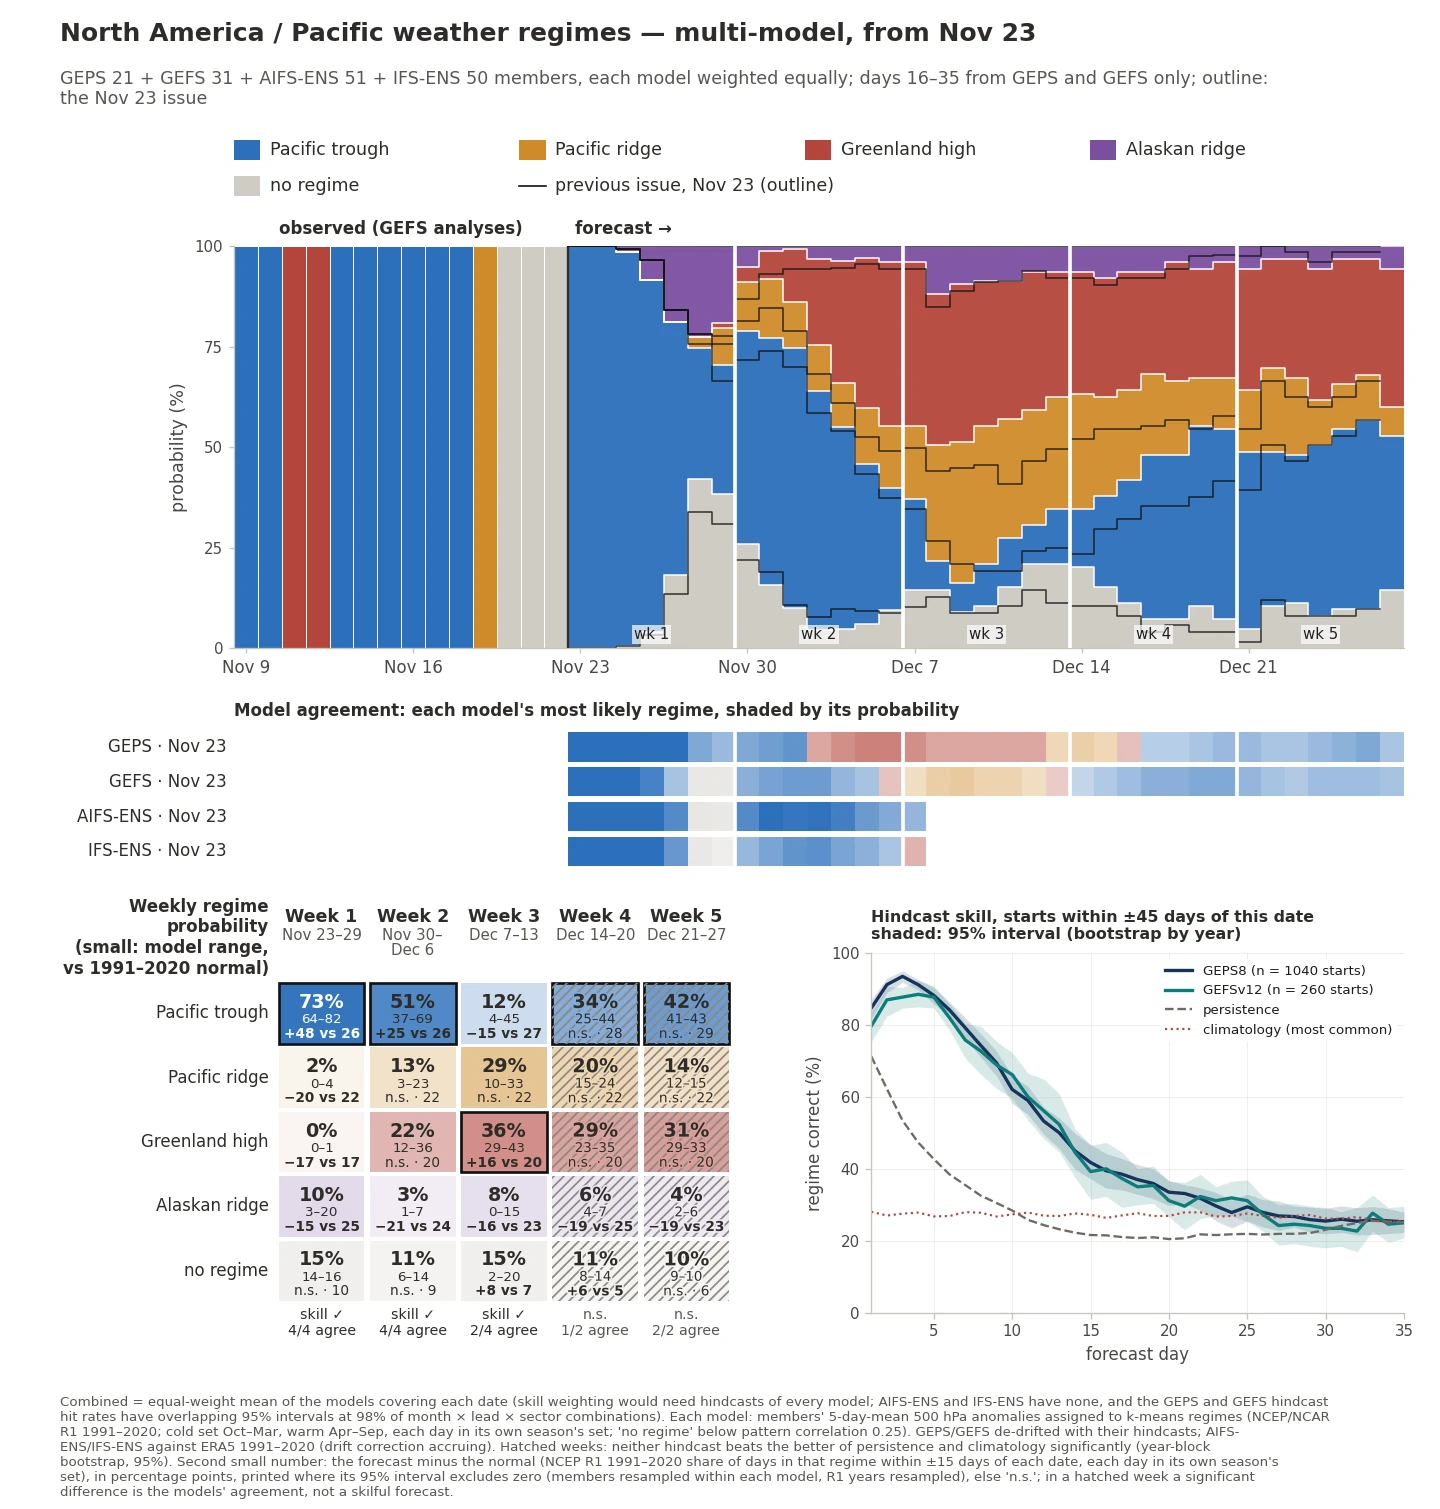 North America / Pacific weather regimes — multi-model, from Nov 23
GEPS 21 + GEFS 31 + AIFS-ENS 51 + IFS-ENS 50 members, each model weighted equally; days 16–35 from GEPS and GEFS only; outline:
the Nov 23 issue
Pacific trough Pacific ridge Greenland high Alaskan ridge
no regime previous issue, Nov 23 (outline)
observed (GEFS analyses) forecast →
100
75
50
25
0
probability (%)
wk 1 wk 2 wk 3 wk 4 wk 5
Nov 9 Nov 16 Nov 23 Nov 30 Dec 7 Dec 14 Dec 21
Model agreement: each model's most likely regime, shaded by its probability
GEPS · Nov 23
GEFS · Nov 23
AIFS-ENS · Nov 23
IFS-ENS · Nov 23
Weekly regime
probability
(small: model range,
vs 1991–2020 normal)
Week 1 Week 2 Week 3 Week 4 Week 5
Nov 23–29 Nov 30– Dec 7–13 Dec 14–20 Dec 21–27
Dec 6
Pacific trough
73% 51% 12% 34% 42%
64–82 37–69 4–45 25–44 41–43
+48 vs 26 +25 vs 26 −15 vs 27 n.s. · 28 n.s. · 29
Pacific ridge
2% 13% 29% 20% 14%
0–4 3–23 10–33 15–24 12–15
−20 vs 22 n.s. · 22 n.s. · 22 n.s. · 22 n.s. · 22
Greenland high
0% 22% 36% 29% 31%
0–1 12–36 29–43 23–35 29–33
−17 vs 17 n.s. · 20 +16 vs 20 n.s. · 20 n.s. · 20
Alaskan ridge
10% 3% 8% 6% 4%
3–20 1–7 0–15 4–7 2–6
−15 vs 25 −21 vs 24 −16 vs 23 −19 vs 25 −19 vs 23
no regime
15% 11% 15% 11% 10%
14–16 6–14 2–20 8–14 9–10
n.s. · 10 n.s. · 9 +8 vs 7 +6 vs 5 n.s. · 6
skill ✓ skill ✓ skill ✓ n.s. n.s.
4/4 agree 4/4 agree 2/4 agree 1/2 agree 2/2 agree
Hindcast skill, starts within ±45 days of this date
shaded: 95% interval (bootstrap by year)
GEPS8 (n = 1040 starts)
GEFSv12 (n = 260 starts)
persistence
climatology (most common)
100
80
60
40
20
0
regime correct (%)
5 10 15 20 25 30 35
forecast day
Combined = equal-weight mean of the models covering each date (skill weighting would need hindcasts of every model; AIFS-ENS and IFS-ENS have none, and the GEPS and GEFS hindcast
hit rates have overlapping 95% intervals at 98% of month × lead × sector combinations). Each model: members' 5-day-mean 500 hPa anomalies assigned to k-means regimes (NCEP/NCAR
R1 1991–2020; cold set Oct–Mar, warm Apr–Sep, each day in its own season's set; 'no regime' below pattern correlation 0.25). GEPS/GEFS de-drifted with their hindcasts; AIFS-
ENS/IFS-ENS against ERA5 1991–2020 (drift correction accruing). Hatched weeks: neither hindcast beats the better of persistence and climatology significantly (year-block
bootstrap, 95%). Second small number: the forecast minus the normal (NCEP R1 1991–2020 share of days in that regime within ±15 days of each date, each day in its own season's
set), in percentage points, printed where its 95% interval excludes zero (members resampled within each model, R1 years resampled), else 'n.s.'; in a hatched week a significant
difference is the models' agreement, not a skilful forecast.